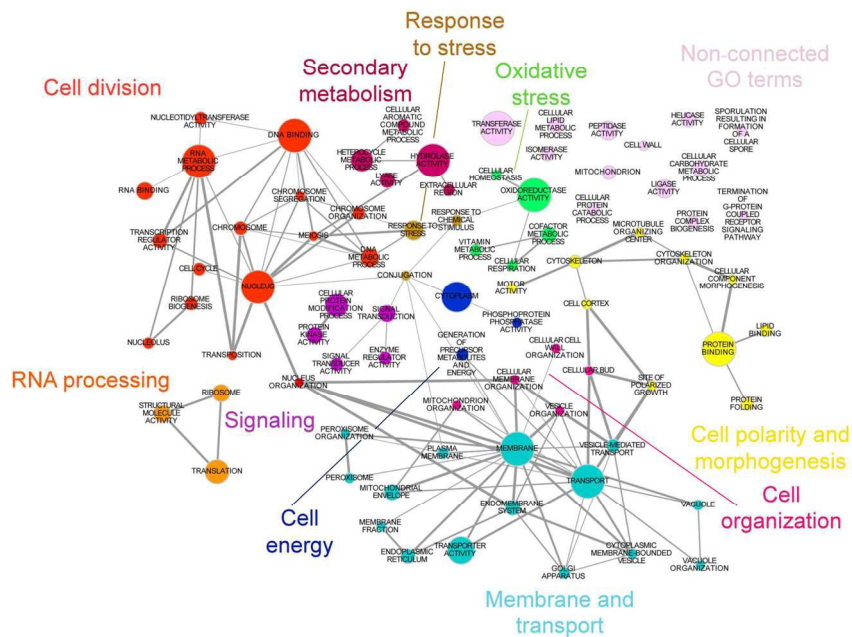 Response
to stress
Secondary
metabolism
Cell division
Oxidative
stress
Non-connected
GO terms
NUCLEOTIDYLTRANSFERASE
ACTIVITY
DNA BINDING
RNA
METABOLIC
PROCESS
RNA BINDING
CHROMOSOME
SEGREGATION
CHROMOSOME
ORGANIZATION
CHROMOSOME
TRANSCRIPTION
REGULATOR
ACTIVITY
MEIOSIS
DNA
METABOLIC
PROCESS
CELL CYCLE
NUCLEUS
RIBOSOME
BIOGENESIS
NUCLEOLUS
TRANSPOSITION
NUCLEUS
ORGANIZATION
CELLULAR
AROMATIC
COMPOUND
METABOLIC
PROCESS
HETEROCYCLE
METABOLIC
PROCESS
LYASE
ACTIVITY
HYDROLASE
ACTIVITY
EXTRACELLULAR
REGION
RESPONSE TO
STRESS
RESPONSE TO
CHEMICAL
STIMULUS
CONJUGATION
CELLULAR
HOMEOSTASIS
OXIDOREDUCTASE
ACTIVITY
COFACTOR
METABOLIC
PROCESS
VITAMIN
METABOLIC
PROCESS
CELLULAR
RESPIRATION
TRANSFERASE
ACTIVITY
CELLULAR
LIPID
METABOLIC
PROCESS
ISOMERASE
ACTIVITY
PEPTIDASE
ACTIVITY
CELL WALL
MITOCHONDRION
CELLULAR
PROTEIN
CATABOLIC
PROCESS
HELICASE
ACTIVITY
SPORULATION
RESULTING IN
FORMATION
OF A
CELLULAR
SPORE
CELLULAR
CARBOHYDRATE
METABOLIC
PROCESS
LIGASE
ACTIVITY
PROTEIN
COMPLEX
BIOGENESIS
TERMINATION
OF
G-PROTEIN
COUPLED
RECEPTOR
SIGNALING
PATHWAY
MICROTUBULE
ORGANIZING
CENTER
CYTOSKELETON
CYTOSKELETON
ORGANIZATION
CELLULAR
COMPONENT
MORPHOGENESIS
MOTOR
ACTIVITY
CELL CORTEX
PROTEIN
BINDING
LIPID
BINDING
PROTEIN
FOLDING
SITE OF
POLARIZED
GROWTH
CYTOPLASM
PHOSPHOPROTEIN
PHOSPHATASE
ACTIVITY
GENERATION
OF
PRECURSOR
METABOLITES
AND
ENERGY
CELLULAR
PROTEIN
MODIFICATION
PROCESS
SIGNAL
TRANSDUCTION
PROTEIN
KINASE
ACTIVITY
SIGNAL
TRANSDUCER
ACTIVITY
ENZYME
REGULATOR
ACTIVITY
CELLULAR CELL
WALL
ORGANIZATION
CELLULAR
MEMBRANE
ORGANIZATION
CELLULAR BUD
MITOCHONDRION
ORGANIZATION
VESICLE
ORGANIZATION
RNA processing
RIBOSOME
STRUCTURAL
MOLECULE
ACTIVITY
TRANSLATION
Signaling
Cell
energy
PEROXISOME
ORGANIZATION
PEROXISOME
PLASMA
MEMBRANE
MITOCHONDRIAL
ENVELOPE
MEMBRANE
FRACTION
ENDOPLASMIC
RETICULUM
TRANSPORTER
ACTIVITY
ENDOMEMBRANE
SYSTEM
MEMBRANE
VESICLE-MEDIATED
TRANSPORT
TRANSPORT
GOLGI
APPARATUS
CYTOPLASMIC
MEMBRANE-BOUNDED
VESICLE
VACUOLE
VACUOLE
ORGANIZATION
Cell polarity and
morphogenesis
Cell
organization
Membrane and
transport